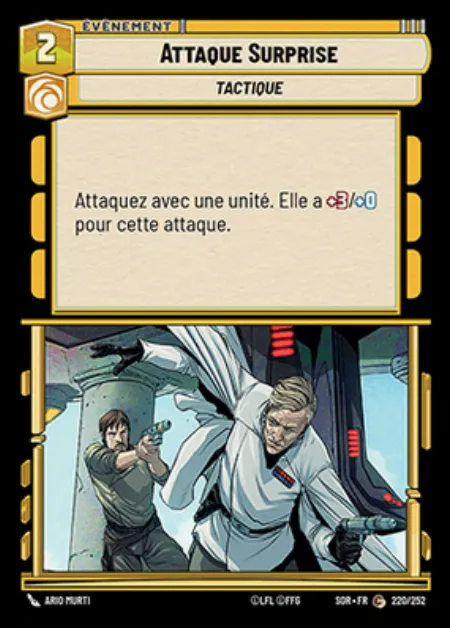 ÉVÉNEMENT
2
ATTAQUE SURPRISE
TACTIQUE
Attaquez avec une unité. Elle a +3/+0
pour cette attaque.
ARIO MURTI
©LFL ©FFG
SOR • FR
C
220/252